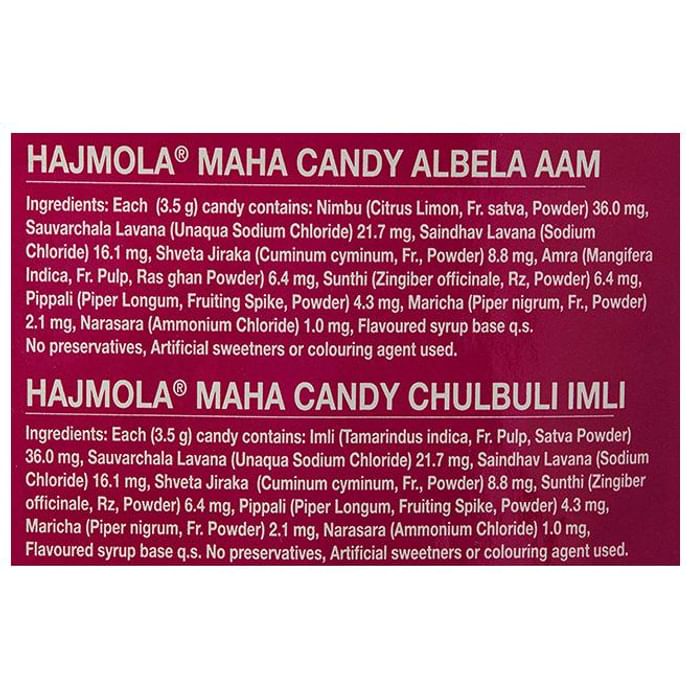 HAJMOLA® MAHA CANDY ALBELA AAM
Ingredients: Each (3.5 g) candy contains: Nimbu (Citrus Limon, Fr. satva, Powder) 36.0 mg,
Sauvarchala Lavana (Unaqua Sodium Chloride) 21.7 mg, Saindhav Lavana (Sodium
Chloride) 16.1 mg, Shveta Jiraka (Cuminum cyminum, Fr., Powder) 8.8 mg, Amra (Mangifera
Indica, Fr. Pulp, Ras ghan Powder) 6.4 mg, Sunthi (Zingiber officinale, Rz, Powder) 6.4 mg,
Pippali (Piper Longum, Fruiting Spike, Powder) 4.3 mg, Maricha (Piper nigrum, Fr., Powder)
2.1 mg, Narasara (Ammonium Chloride) 1.0 mg, Flavoured syrup base q.s.
No preservatives, Artificial sweetners or colouring agent used.
HAJMOLA® MAHA CANDY CHULBULI IMLI
Ingredients: Each (3.5 g) candy contains: Imli (Tamarindus indica, Fr. Pulp, Satva Powder)
36.0 mg, Sauvarchala Lavana (Unaqua Sodium Chloride) 21.7 mg, Saindhav Lavana (Sodium
Chloride) 16.1 mg, Shveta Jiraka (Cuminum cyminum, Fr., Powder) 8.8 mg, Sunthi (Zingiber
officinale, Rz, Powder) 6.4 mg, Pippali (Piper Longum, Fruiting Spike, Powder) 4.3 mg,
Maricha (Piper nigrum, Fr. Powder) 2.1 mg, Narasara (Ammonium Chloride) 1.0 mg,
Flavoured syrup base q.s. No preservatives, Artificial sweetners or colouring agent used.